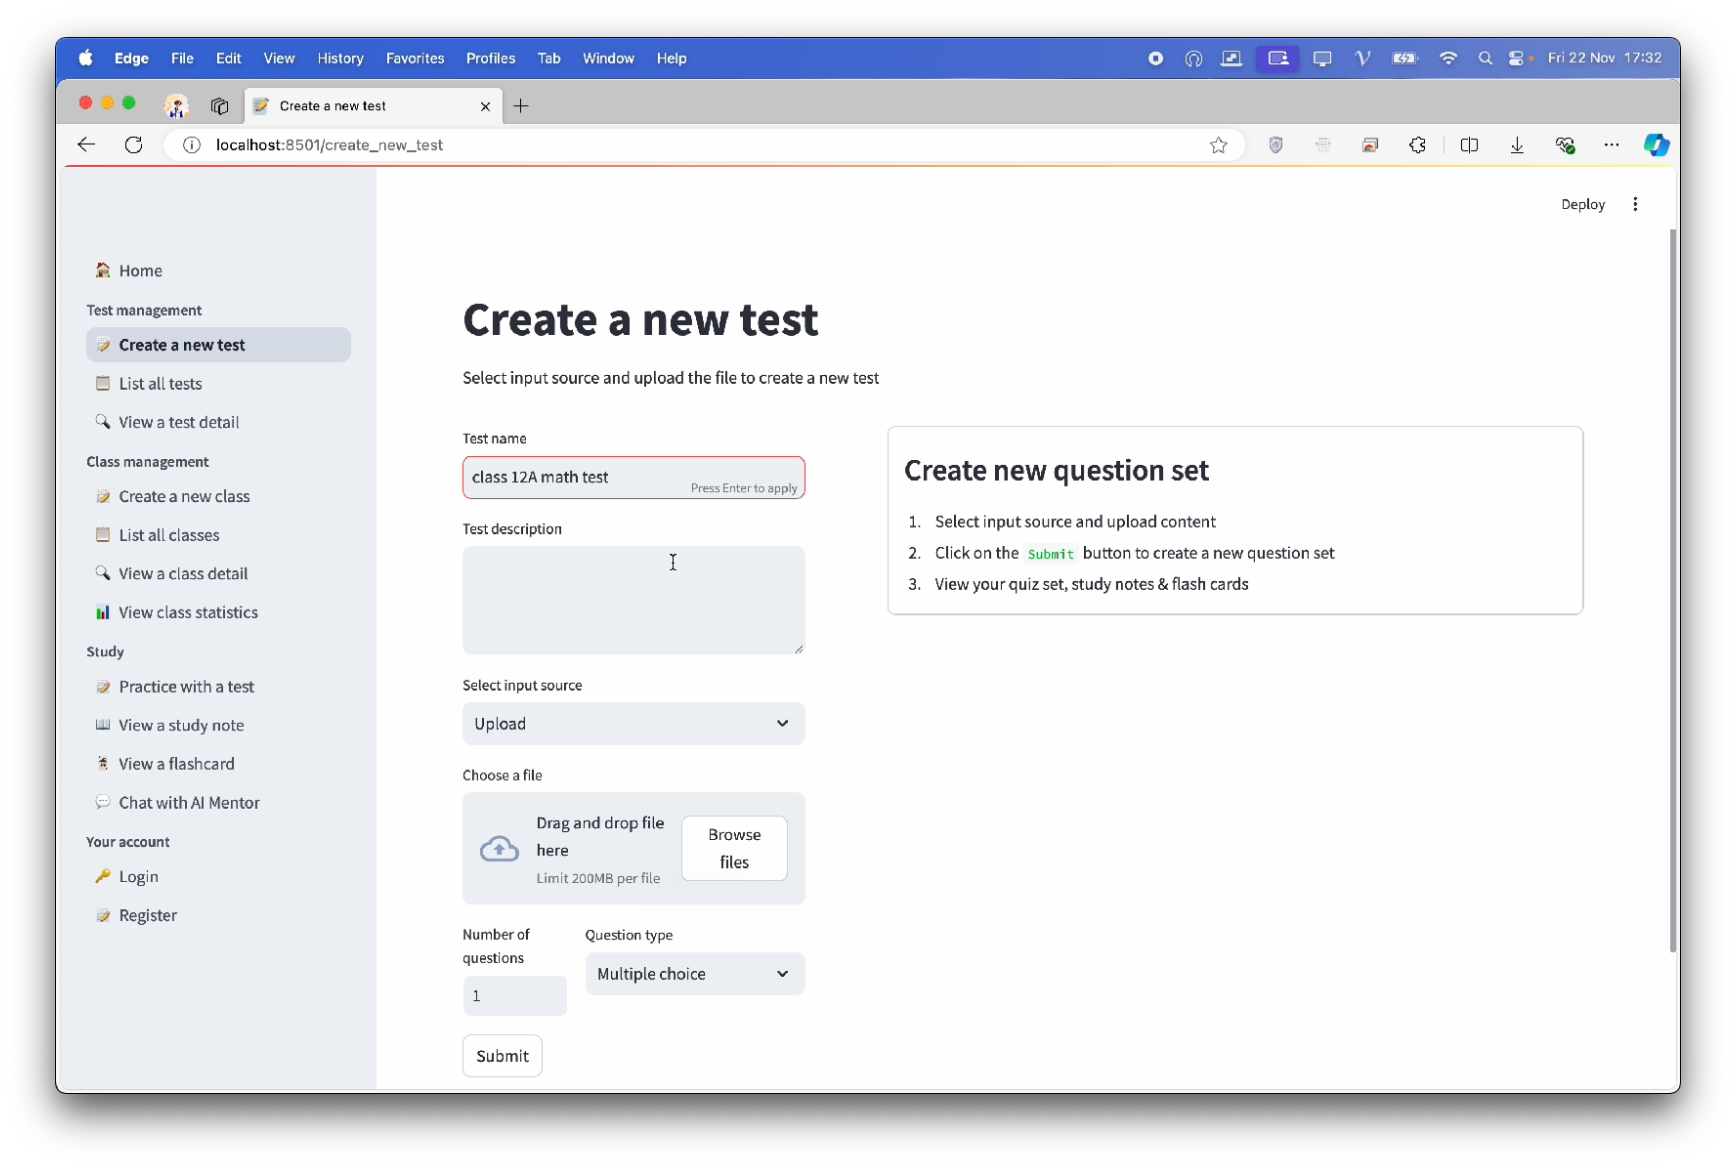 Edge File Edit View History Favorites Profiles Tab Window Help Fri 22 Nov 17:32
Create a new test
localhost:8501/create_new_test
Deploy
Home
Test management
Create a new test
List all tests
View a test detail
Class management
Create a new class
List all classes
View a class detail
View class statistics
Study
Practice with a test
View a study note
View a flashcard
Chat with AI Mentor
Your account
Login
Register
Create a new test
Select input source and upload the file to create a new test
Test name
class 12A math test
Press Enter to apply
Test description
Select input source
Upload
Choose a file
Drag and drop file
here
Limit 200MB per file
Browse
files
Number of
questions
1
Question type
Multiple choice
Submit
Create new question set
1. Select input source and upload content
2. Click on the Submit button to create a new question set
3. View your quiz set, study notes & flash cards